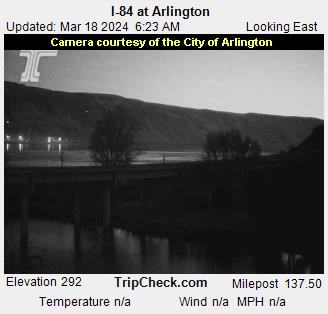 I-84 at Arlington
Updated: Mar 18 2024 6:23 AM Looking East
Camera courtesy of the City of Arlington
Elevation 292 TripCheck.com Milepost 137.50
Temperature n/a Wind n/a MPH n/a